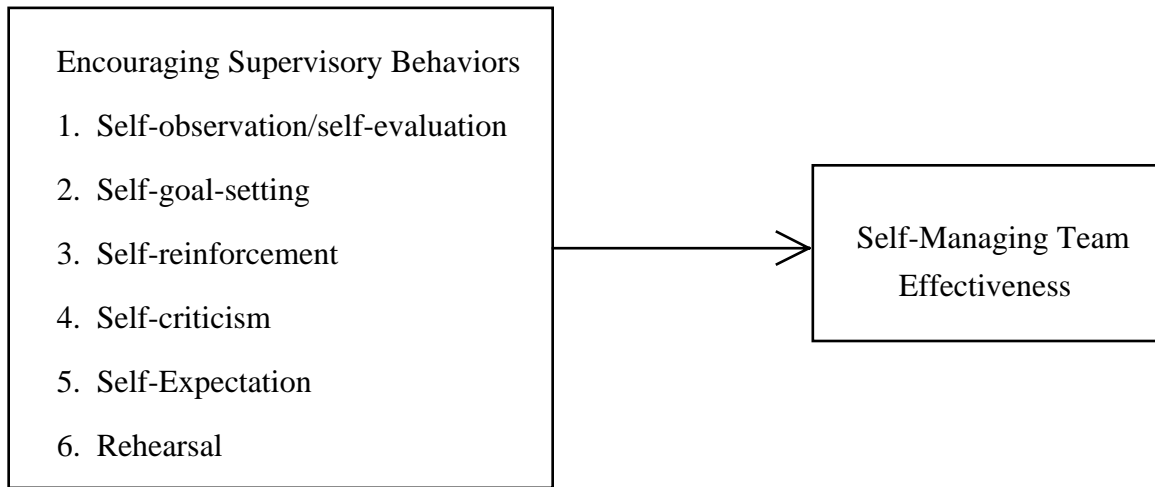 Encouraging Supervisory Behaviors
1. Self-observation/self-evaluation
2. Self-goal-setting
3. Self-reinforcement
4. Self-criticism
5. Self-Expectation
6. Rehearsal
Self-Managing Team
Effectiveness